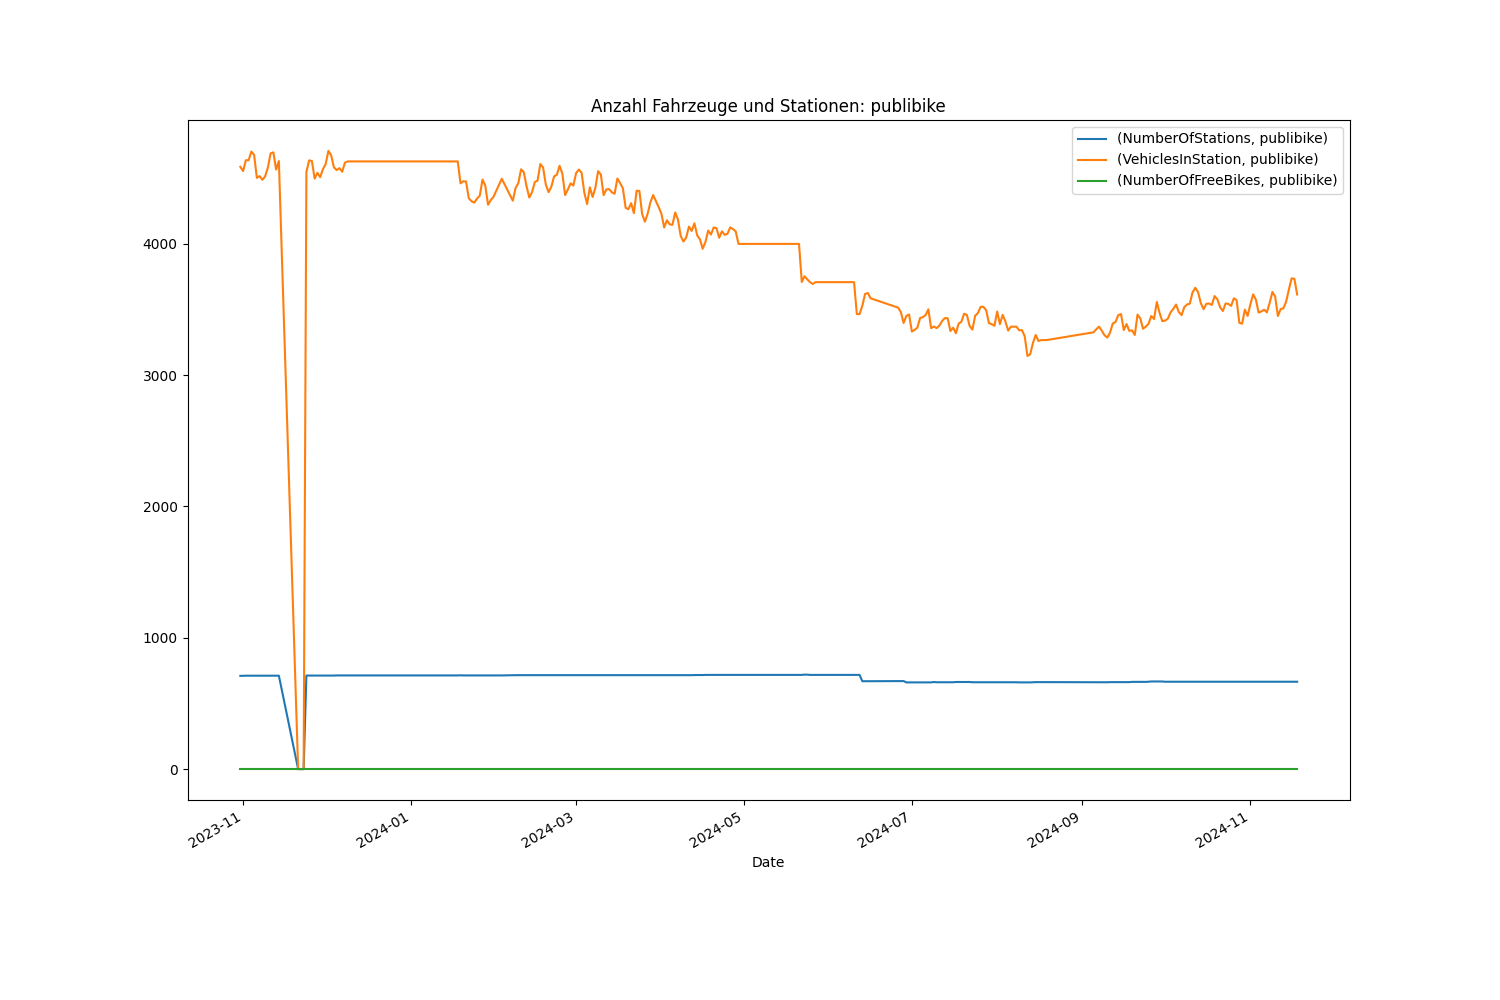 Anzahl Fahrzeuge und Stationen: publibike
(NumberOfStations, publibike)
(VehiclesInStation, publibike)
(NumberOfFreeBikes, publibike)
4000
3000
2000
1000
0
2023-11
2024-01
2024-03
2024-05
2024-07
2024-09
2024-11
Date